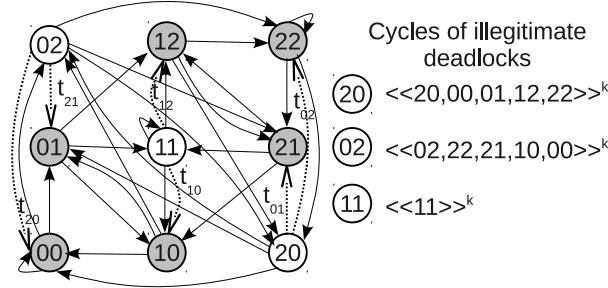 02 12 22
t21 t12 t02
01 11 21
t20 t10 t01
00 10 20
Cycles of illegitimate
deadlocks
20 <<20,00,01,12,22>>^k
02 <<02,22,21,10,00>>^k
11 <<11>>^k